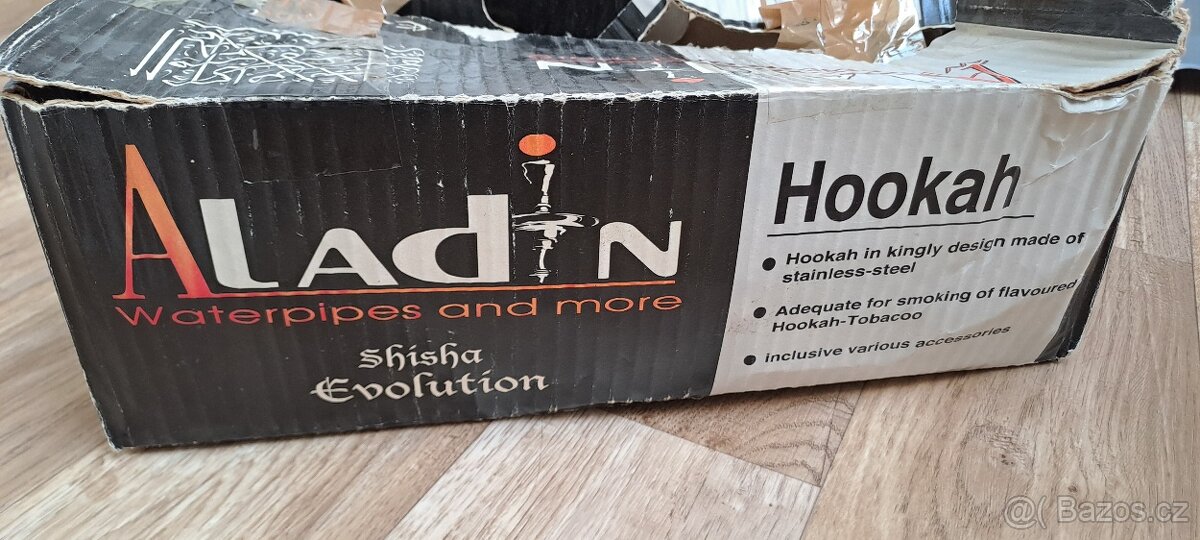 Aladin
Waterpipes and more
Shisha
Evolution
Hookah
• Hookah in kingly design made of
stainless-steel
• Adequate for smoking of flavoured
Hookah-Tobacoo
• inclusive various accessories
@( Bazos.cz